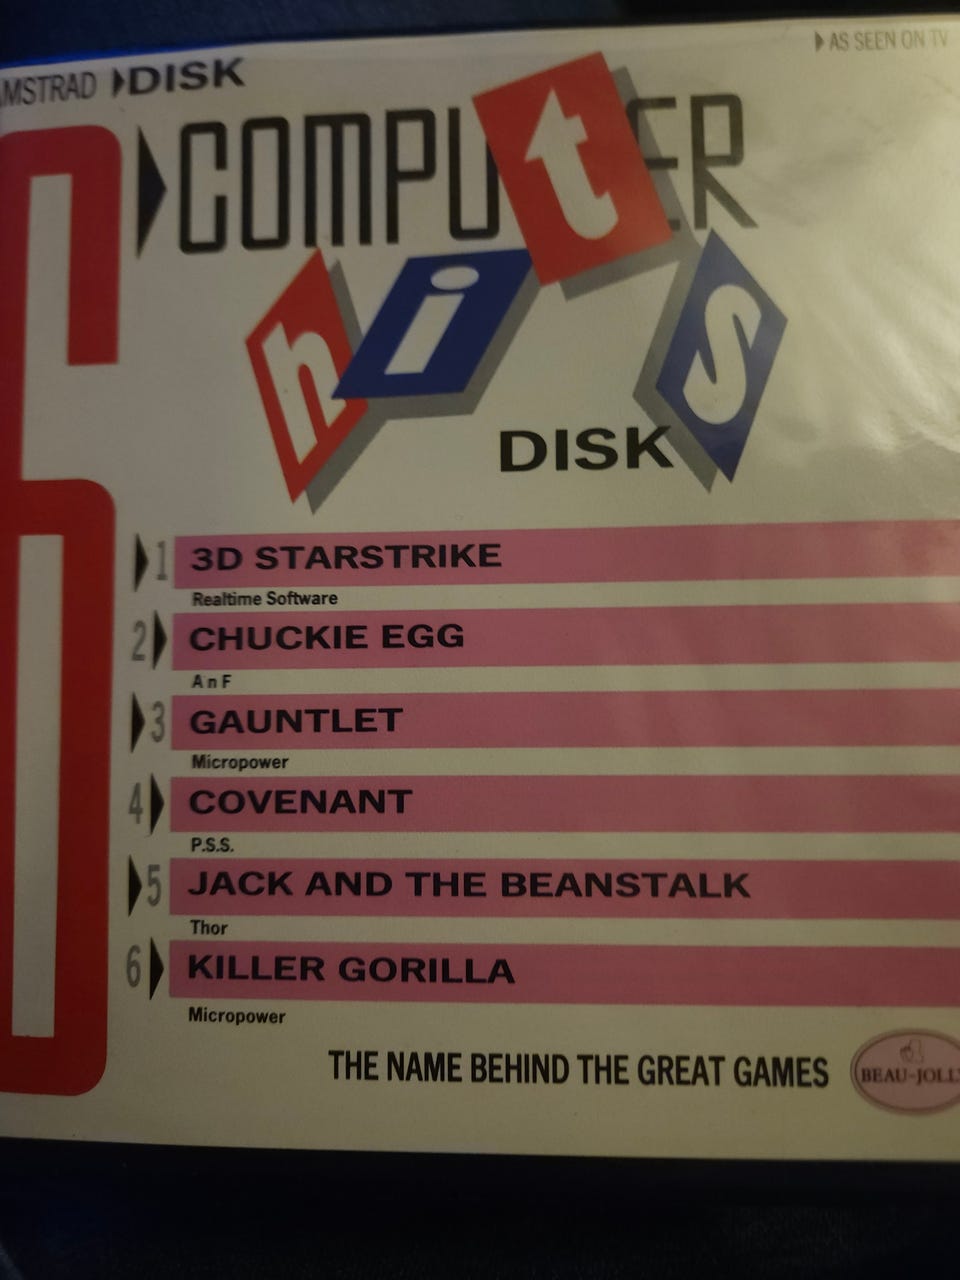 AMSTRAD DISK
AS SEEN ON TV
6
COMPUTER
hits
DISK
1 3D STARSTRIKE
Realtime Software
2 CHUCKIE EGG
A n F
3 GAUNTLET
Micropower
4 COVENANT
P.S.S.
5 JACK AND THE BEANSTALK
Thor
6 KILLER GORILLA
Micropower
THE NAME BEHIND THE GREAT GAMES
BEAU-JOLLY